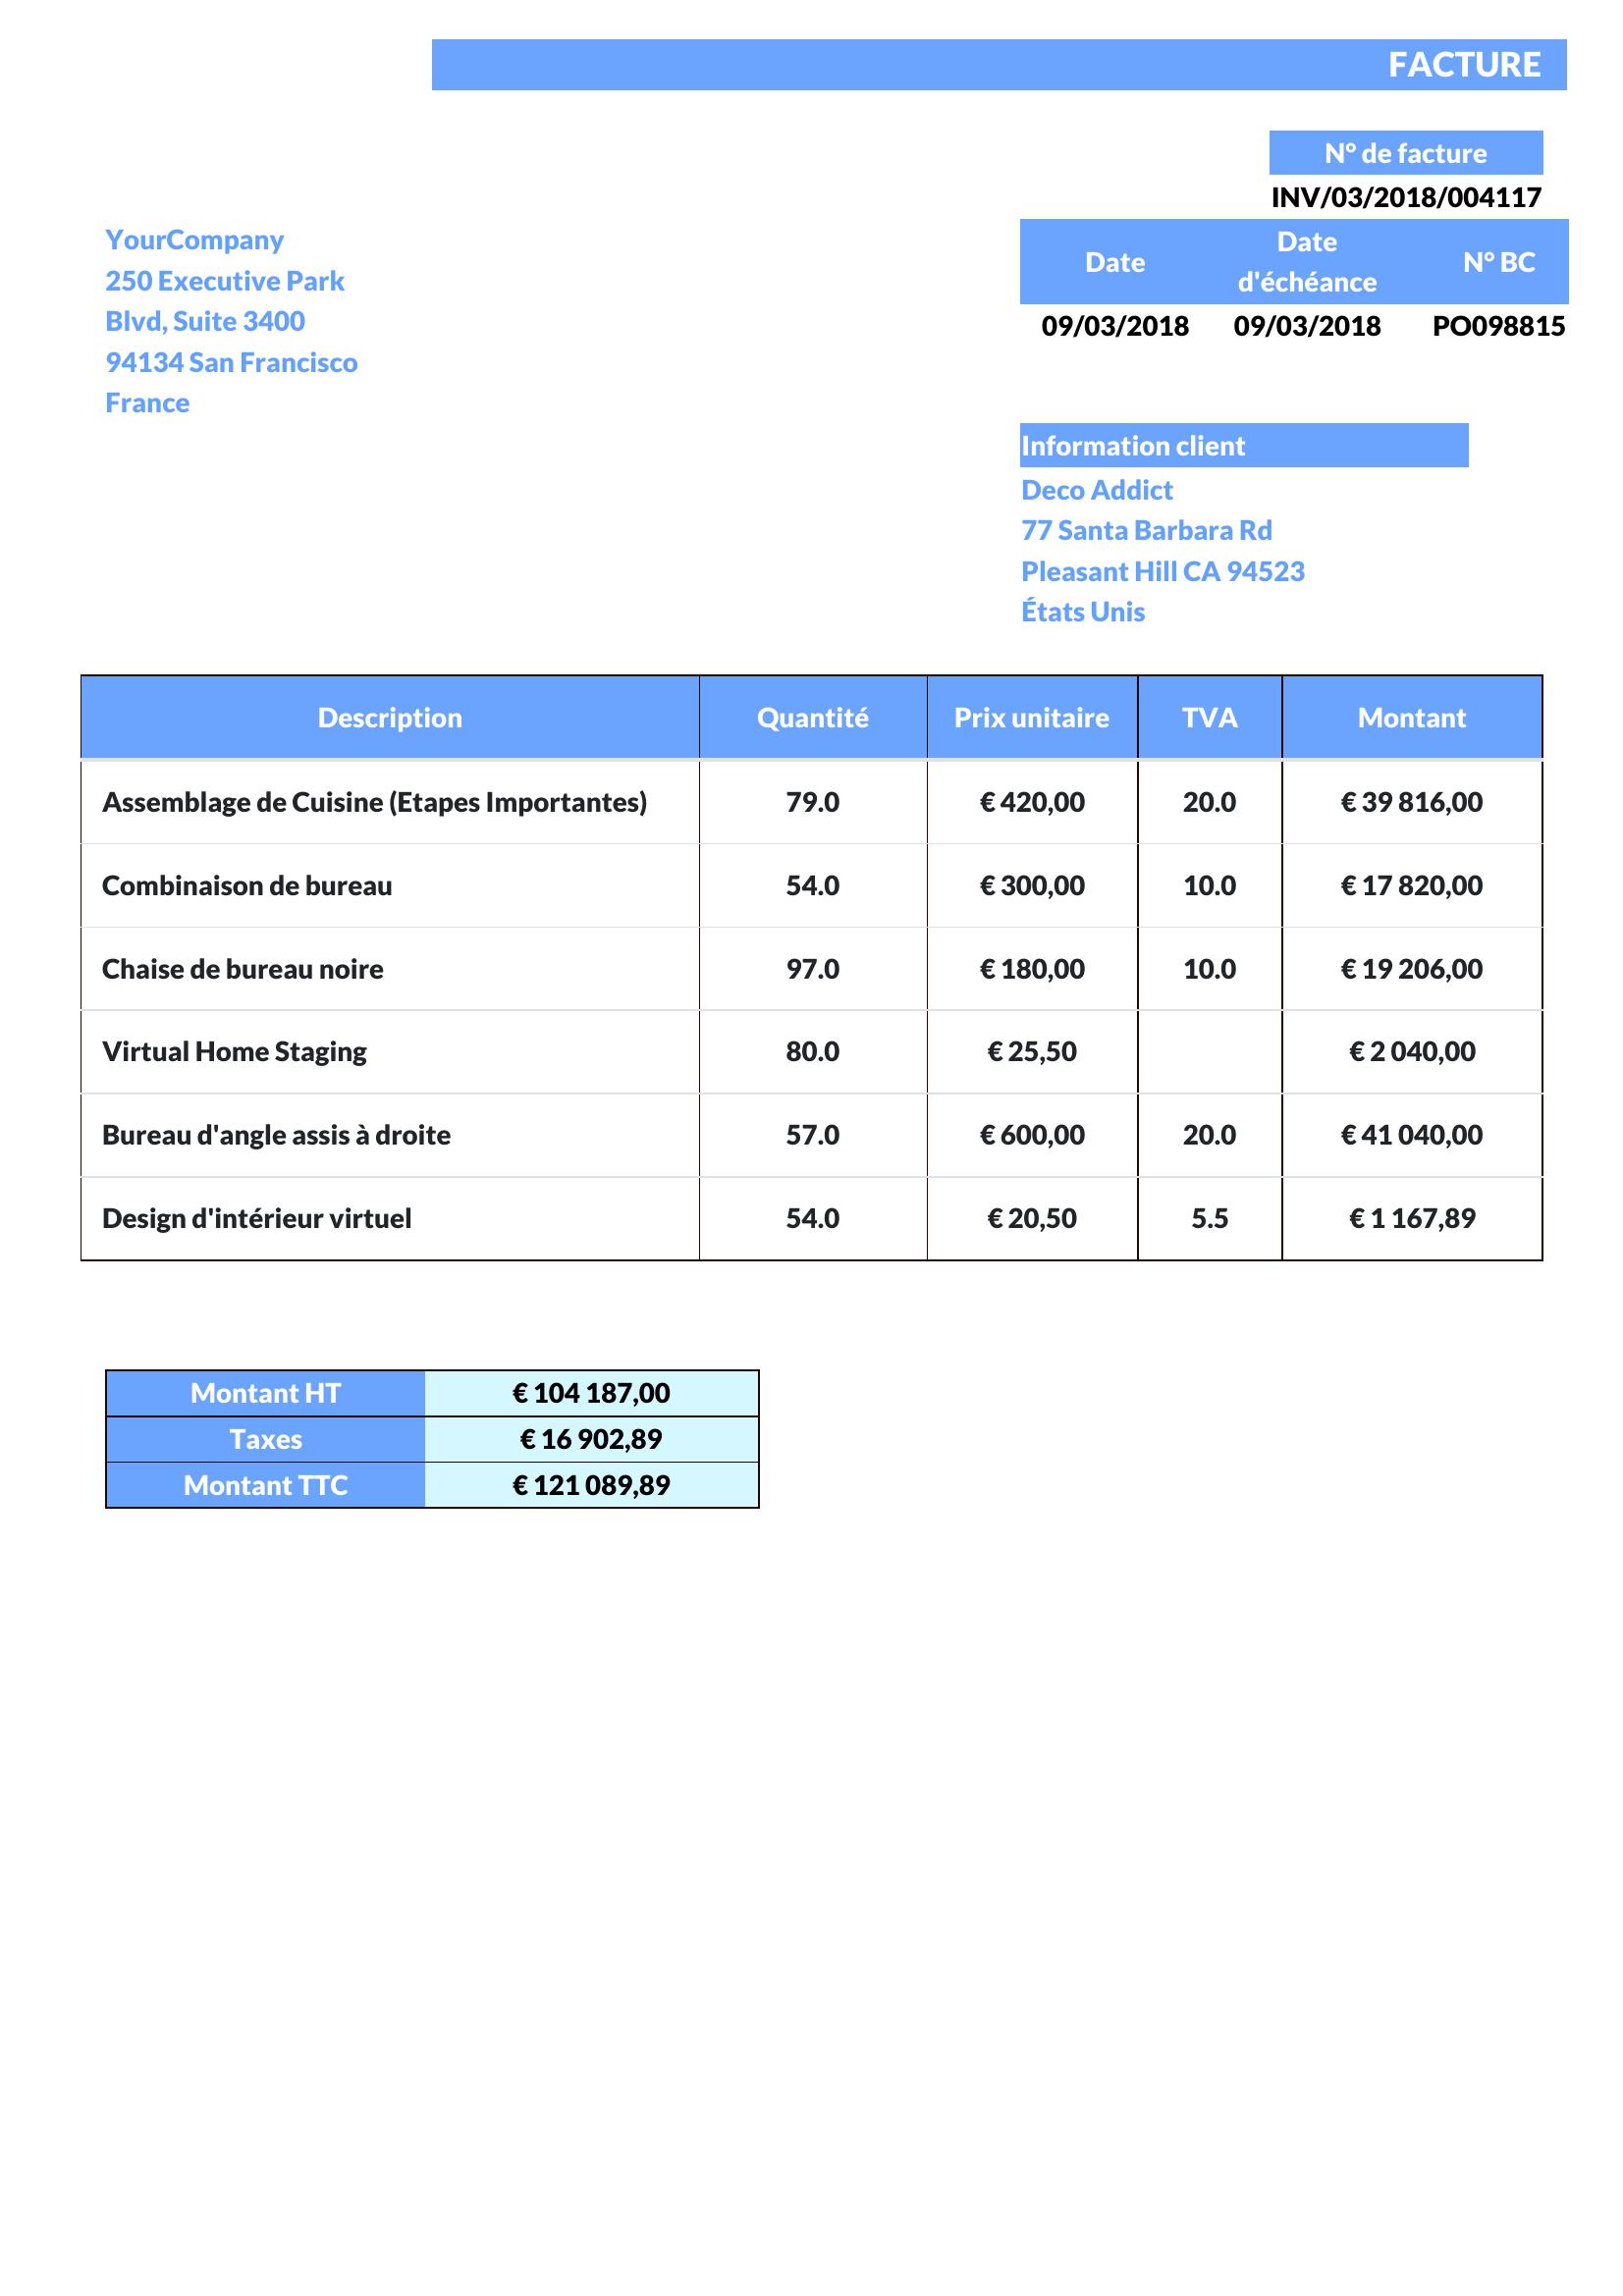 FACTURE
N° de facture
INV/03/2018/004117
YourCompany
250 Executive Park
Blvd, Suite 3400
94134 San Francisco
France
Date Date d'échéance N° BC
09/03/2018 09/03/2018 PO098815
Information client
Deco Addict
77 Santa Barbara Rd
Pleasant Hill CA 94523
États Unis
Description Quantité Prix unitaire TVA Montant
Assemblage de Cuisine (Etapes Importantes) 79.0 € 420,00 20.0 € 39 816,00
Combinaison de bureau 54.0 € 300,00 10.0 € 17 820,00
Chaise de bureau noire 97.0 € 180,00 10.0 € 19 206,00
Virtual Home Staging 80.0 € 25,50 € 2 040,00
Bureau d'angle assis à droite 57.0 € 600,00 20.0 € 41 040,00
Design d'intérieur virtuel 54.0 € 20,50 5.5 € 1 167,89
Montant HT € 104 187,00
Taxes € 16 902,89
Montant TTC € 121 089,89